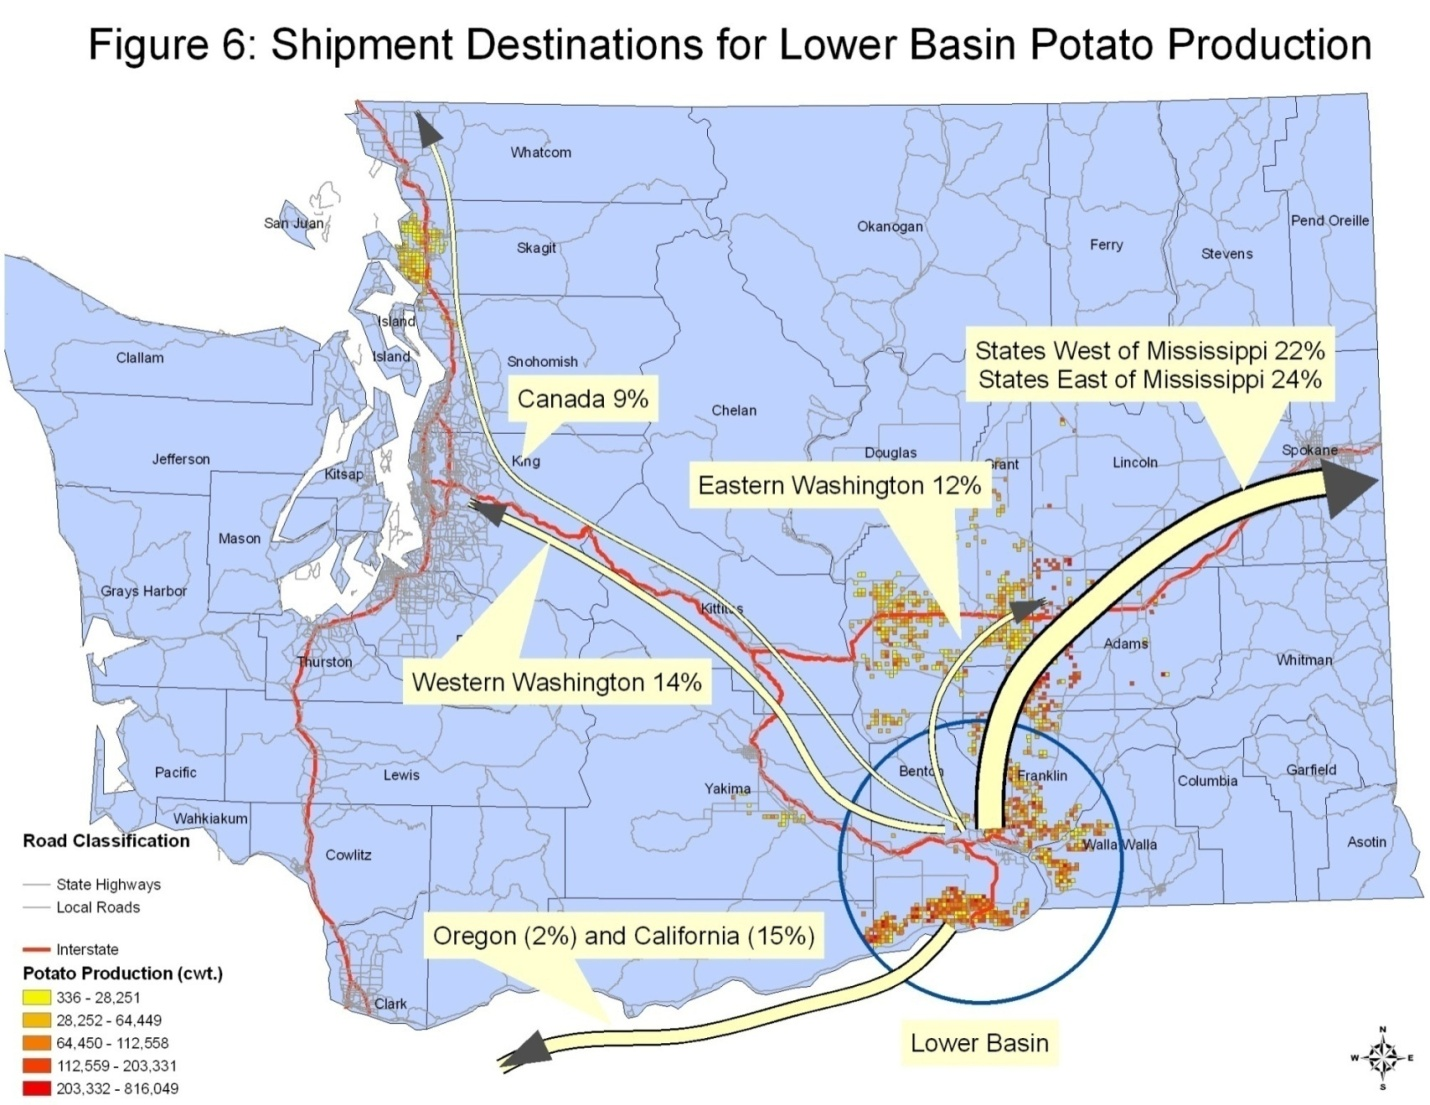 Figure 6: Shipment Destinations for Lower Basin Potato Production
Whatcom
San Juan
Skagit
Okanogan
Ferry
Stevens
Pend Oreille
Island
Island
Clallam
Snohomish
States West of Mississippi 22%
States East of Mississippi 24%
Canada 9%
Chelan
Jefferson
Kitsap
King
Douglas
Grant
Lincoln
Spokane
Eastern Washington 12%
Mason
Grays Harbor
Kittitas
Thurston
Western Washington 14%
Adams
Whitman
Pacific
Lewis
Yakima
Benton
Franklin
Columbia
Garfield
Wahkiakum
Cowlitz
Walla Walla
Asotin
Road Classification
State Highways
Local Roads
Interstate
Oregon (2%) and California (15%)
Potato Production (cwt.)
336 - 28,251
28,252 - 64,449
64,450 - 112,558
112,559 - 203,331
203,332 - 816,049
Clark
Lower Basin
N
W E
S